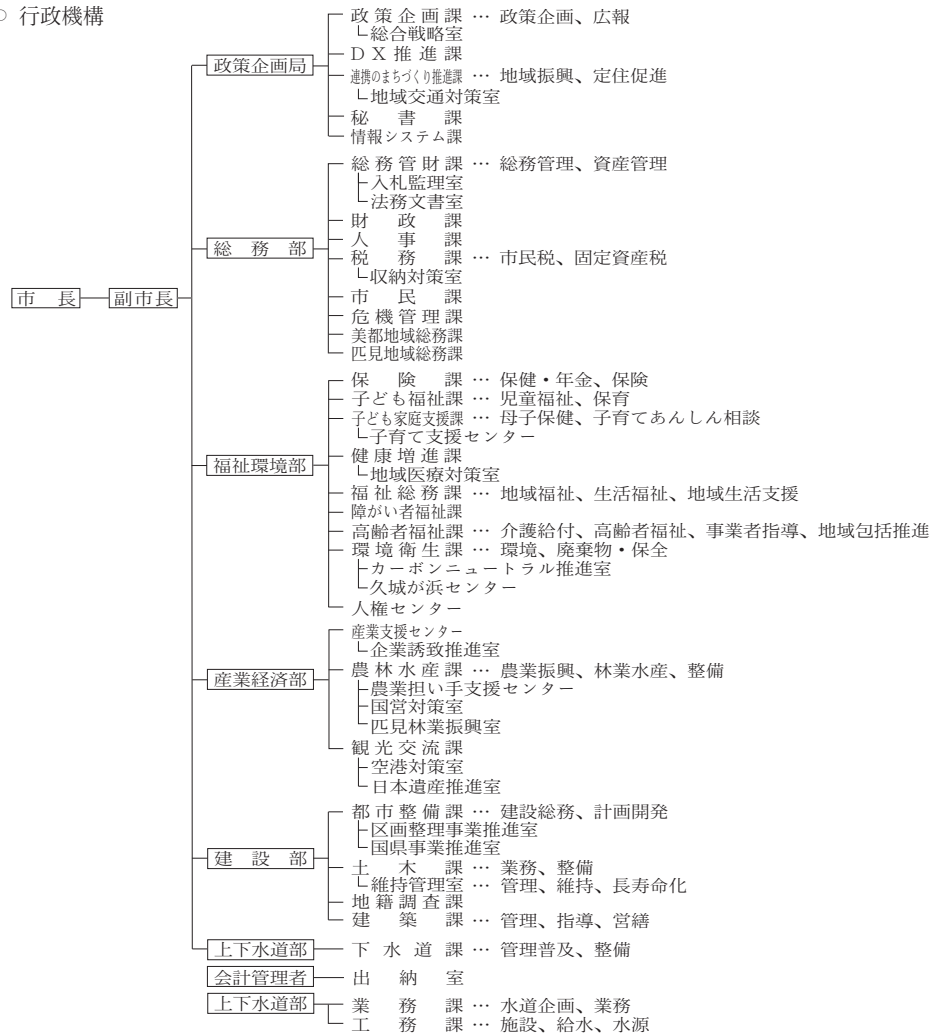 ○ 行政機構
政策企画課 … 政策企画、広報
総合戦略室
DX推進課
政策企画局
連携のまちづくり推進課 … 地域振興、定住促進
地域交通対策室
秘書課
情報システム課
総務管財課 … 総務管理、資産管理
入札監理室
法務文書室
財政課
人事課
総務部
税務課 … 市民税、固定資産税
収納対策室
市長 副市長 市民課
危機管理課
美都地域総務課
匹見地域総務課
保険課 … 保健・年金、保険
子ども福祉課 … 児童福祉、保育
子ども家庭支援課 … 母子保健、子育てあんしん相談
子育て支援センター
健康増進課
福祉環境部
地域医療対策室
福祉総務課 … 地域福祉、生活福祉、地域生活支援
障がい者福祉課
高齢者福祉課 … 介護給付、高齢者福祉、事業者指導、地域包括推進
環境衛生課 … 環境、廃棄物・保全
カーボンニュートラル推進室
久城が浜センター
人権センター
産業支援センター
企業誘致推進室
農林水産課 … 農業振興、林業水産、整備
産業経済部
農業担い手支援センター
国営対策室
匹見林業振興室
観光交流課
空港対策室
日本遺産推進室
都市整備課 … 建設総務、計画開発
区画整理事業推進室
国県事業推進室
建設部
土木課 … 業務、整備
維持管理室 … 管理、維持、長寿命化
地籍調査課
建築課 … 管理、指導、営繕
上下水道部 下水道課 … 管理普及、整備
会計管理者 出納室
上下水道部 業務課 … 水道企画、業務
工務課 … 施設、給水、水源